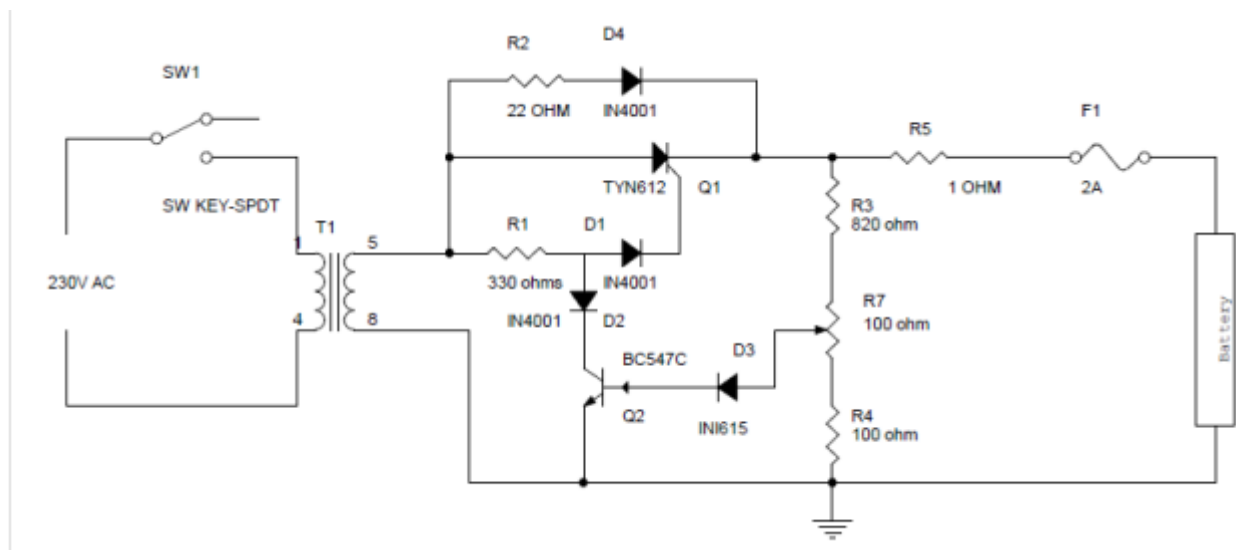 R2
D4
SW1
22 OHM
IN4001
R5
F1
SW KEY-SPDT
TYN612
Q1
1 OHM
2A
T1
R1
D1
R3
820 ohm
1
5
230V AC
330 ohms
IN4001
R7
100 ohm
IN4001
D2
4
8
BC547C
D3
Q2
INI615
R4
100 ohm
Battery